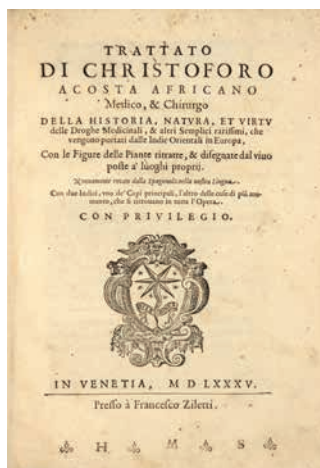 TRATTATO
DI CHRISTOFORO
ACOSTA AFRICANO
Medico, & Chirurgo
DELLA HISTORIA, NATVRA, ET VIRTV
delle Droghe Medicinali, & altri Semplici rarissimi, che
vengono portati dalle Indie Orientali in Europa,
Con le Figure delle Piante ritratte, & disegnate dal viuo
poste a' luoghi proprij.
Nuouamente recato dalla Spagnuola nella nostra lingua.
Con due Indici, vno de' Capi principali, l'altro delle cose di più mo-
mento, che si ritrouano in tutta l'Opera.
CON PRIVILEGIO.
IN VENETIA, M D LXXXV.
Presso à Francesco Ziletti.
H M S